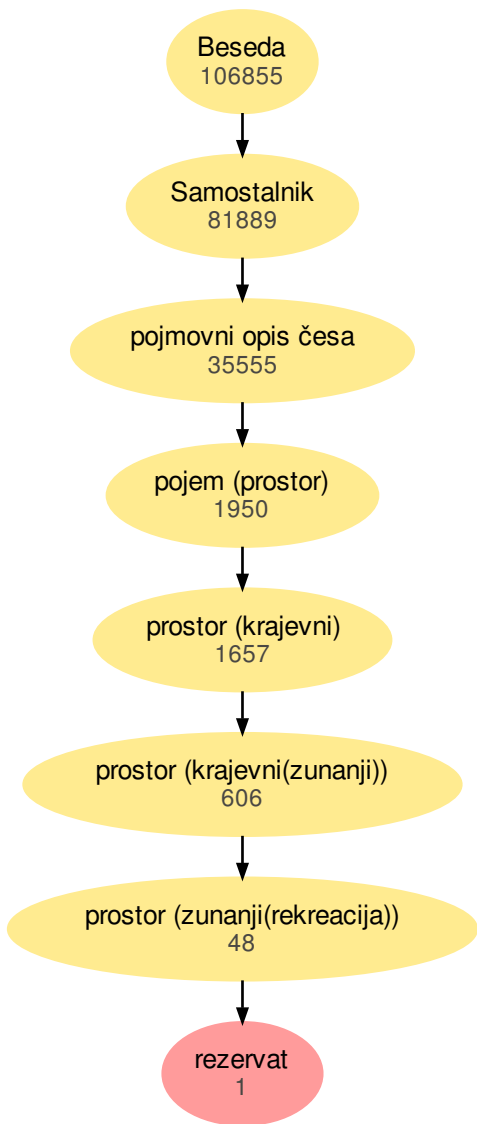 Beseda
106855
Samostalnik
81889
pojmovni opis česa
35555
pojem (prostor)
1950
prostor (krajevni)
1657
prostor (krajevni(zunanji))
606
prostor (zunanji(rekreacija))
48
rezervat
1